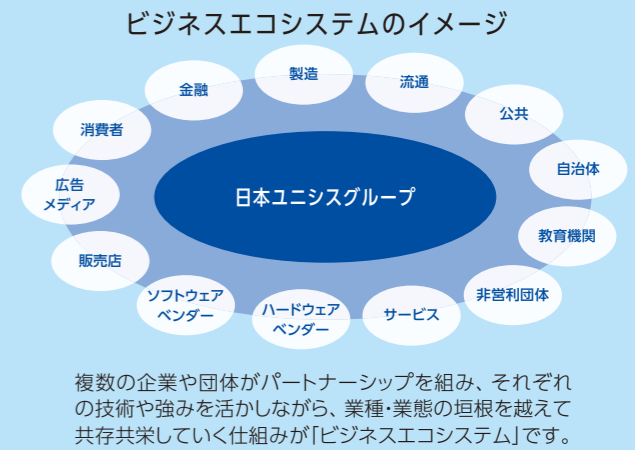 ビジネスエコシステムのイメージ
製造
金融
流通
消費者
公共
広告
メディア
自治体
日本ユニシスグループ
販売店
教育機関
ソフトウェア
ベンダー
ハードウェア
ベンダー
サービス
非営利団体
複数の企業や団体がパートナーシップを組み、それぞれ
の技術や強みを活かしながら、業種・業態の垣根を越えて
共存共栄していく仕組みが「ビジネスエコシステム」です。